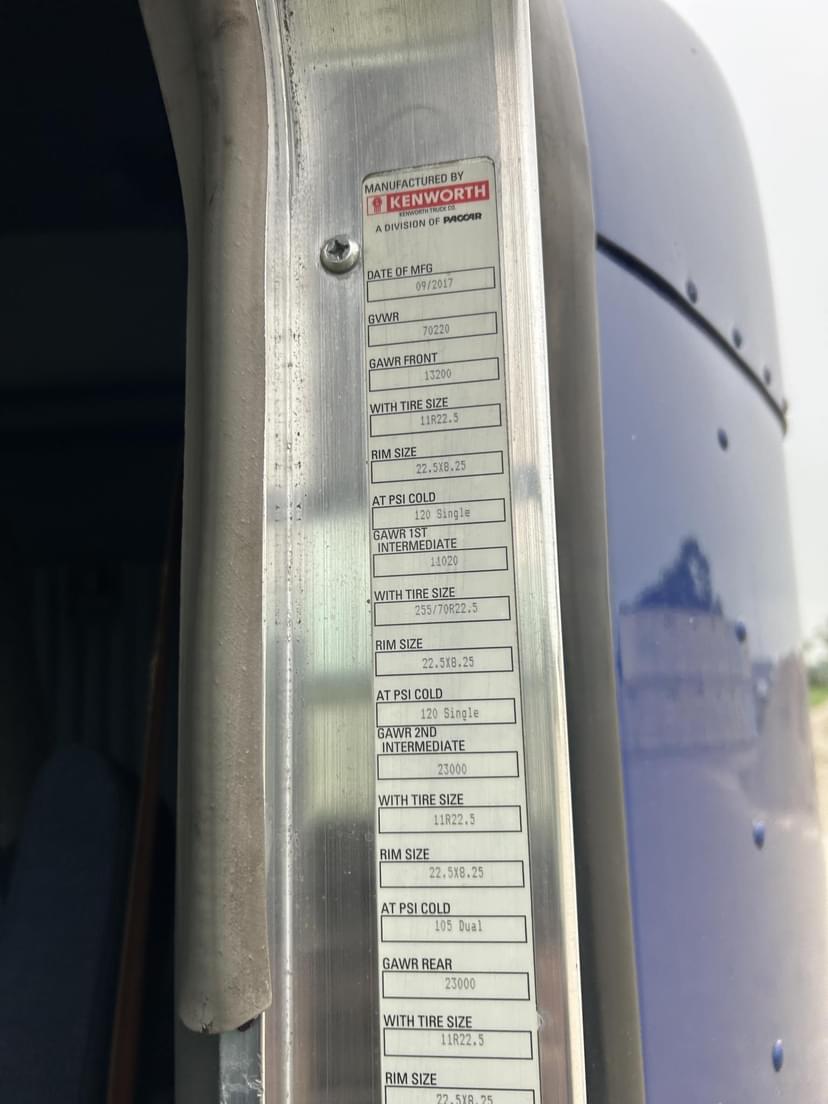 MANUFACTURED BY
KENWORTH
KENWORTH TRUCK CO.
A DIVISION OF PACCAR
DATE OF MFG
09/2017
GVWR
70220
GAWR FRONT
13200
WITH TIRE SIZE
11R22.5
RIM SIZE
22.5X8.25
AT PSI COLD
120 Single
GAWR 1ST
INTERMEDIATE
11020
WITH TIRE SIZE
255/70R22.5
RIM SIZE
22.5X8.25
AT PSI COLD
120 Single
GAWR 2ND
INTERMEDIATE
23000
WITH TIRE SIZE
11R22.5
RIM SIZE
22.5X8.25
AT PSI COLD
105 Dual
GAWR REAR
23000
WITH TIRE SIZE
11R22.5
RIM SIZE
22.5X8.25